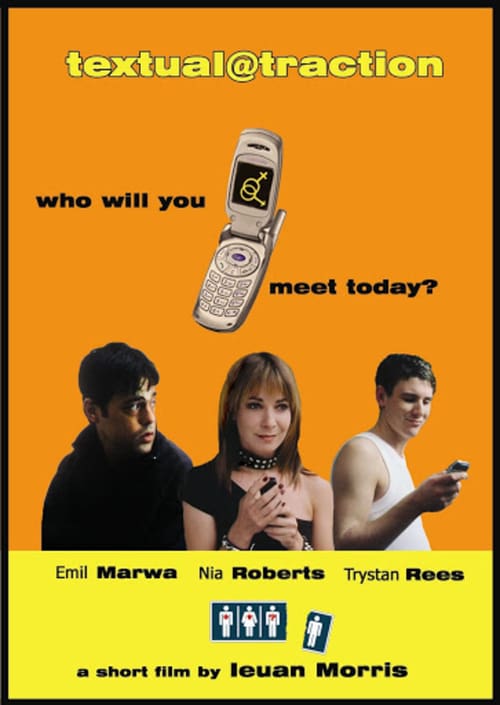 textual@traction
who will you
meet today?
Emil Marwa Nia Roberts Trystan Rees
a short film by Ieuan Morris